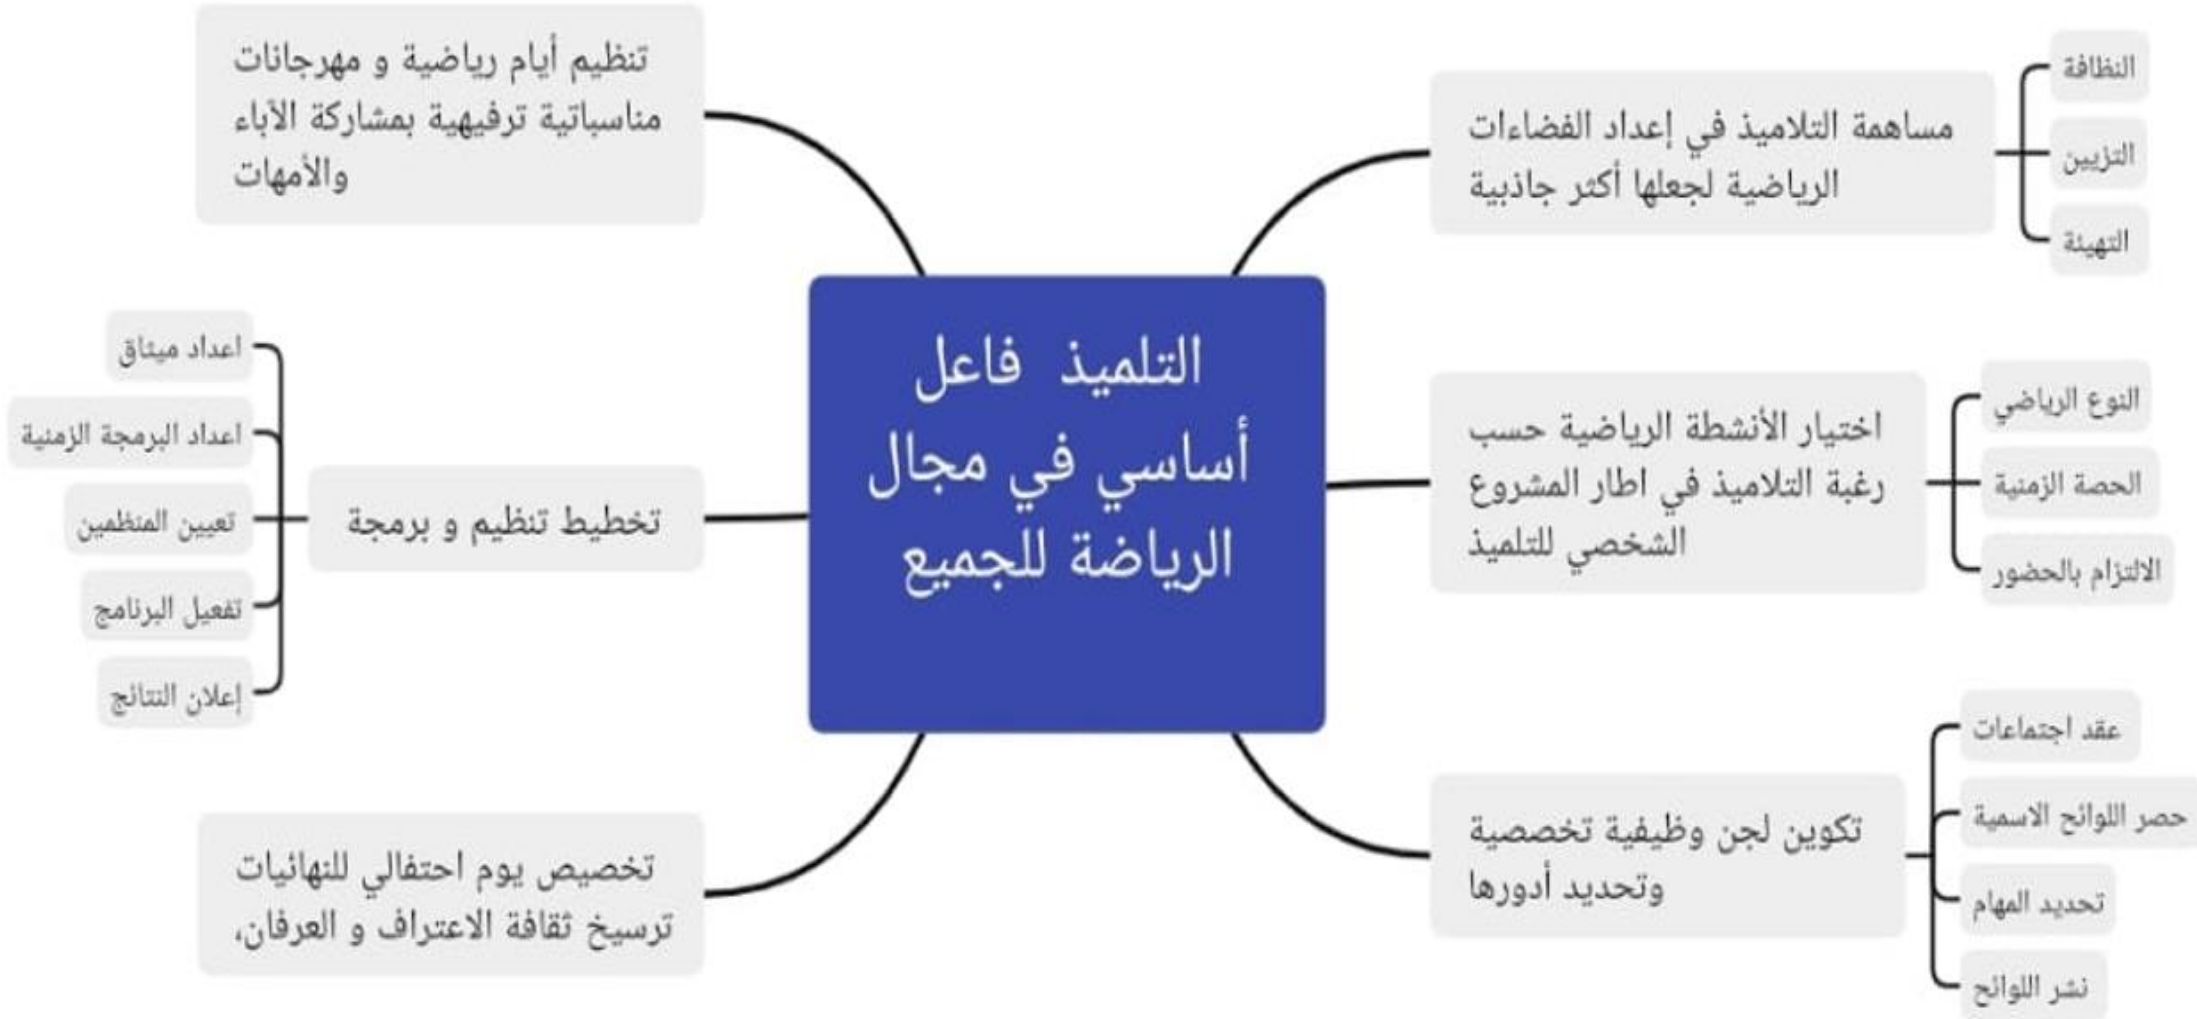 التلميذ فاعل
أساسي في مجال
الرياضة للجميع
مساهمة التلاميذ في إعداد الفضاءات
الرياضية لجعلها أكثر جاذبية
النظافة
التزيين
التهيئة
اختيار الأنشطة الرياضية حسب
رغبة التلاميذ في اطار المشروع
الشخصي للتلميذ
النوع الرياضي
الحصة الزمنية
الالتزام بالحضور
تكوين لجن وظيفية تخصصية
وتحديد أدورها
عقد اجتماعات
حصر اللوائح الاسمية
تحديد المهام
نشر اللوائح
تنظيم أيام رياضية و مهرجانات
مناسباتية ترفيهية بمشاركة الآباء
والأمهات
تخطيط تنظيم و برمجة
اعداد ميثاق
اعداد البرمجة الزمنية
تعيين المنظمين
تفعيل البرنامج
إعلان النتائج
تخصيص يوم احتفالي للنهائيات
ترسيخ ثقافة الاعتراف و العرفان،